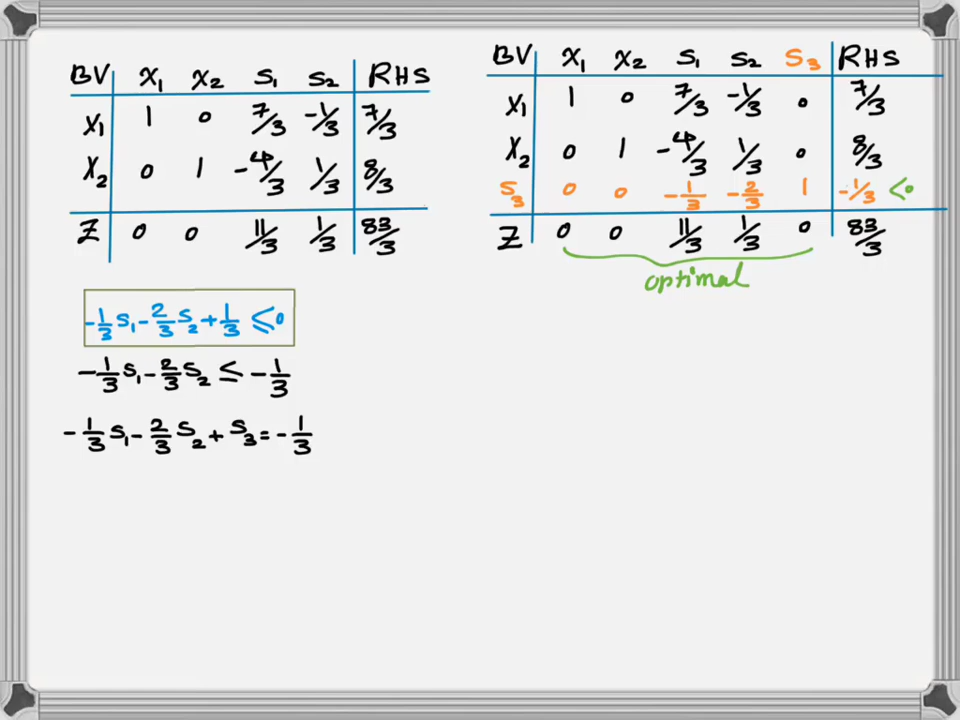 BV x₁ x₂ s₁ s₂ RHS
x₁ 1 0 7/3 -1/3 7/3
x₂ 0 1 -4/3 1/3 8/3
Z 0 0 11/3 1/3 83/3
-1/3 s₁ - 2/3 s₂ + 1/3 ≤ 0
-1/3 s₁ - 2/3 s₂ ≤ -1/3
-1/3 s₁ - 2/3 s₂ + s₃ = -1/3
BV x₁ x₂ s₁ s₂ s₃ RHS
x₁ 1 0 7/3 -1/3 0 7/3
x₂ 0 1 -4/3 1/3 0 8/3
s₃ 0 0 -1/3 -2/3 1 -1/3 <0
Z 0 0 11/3 1/3 0 83/3
optimal